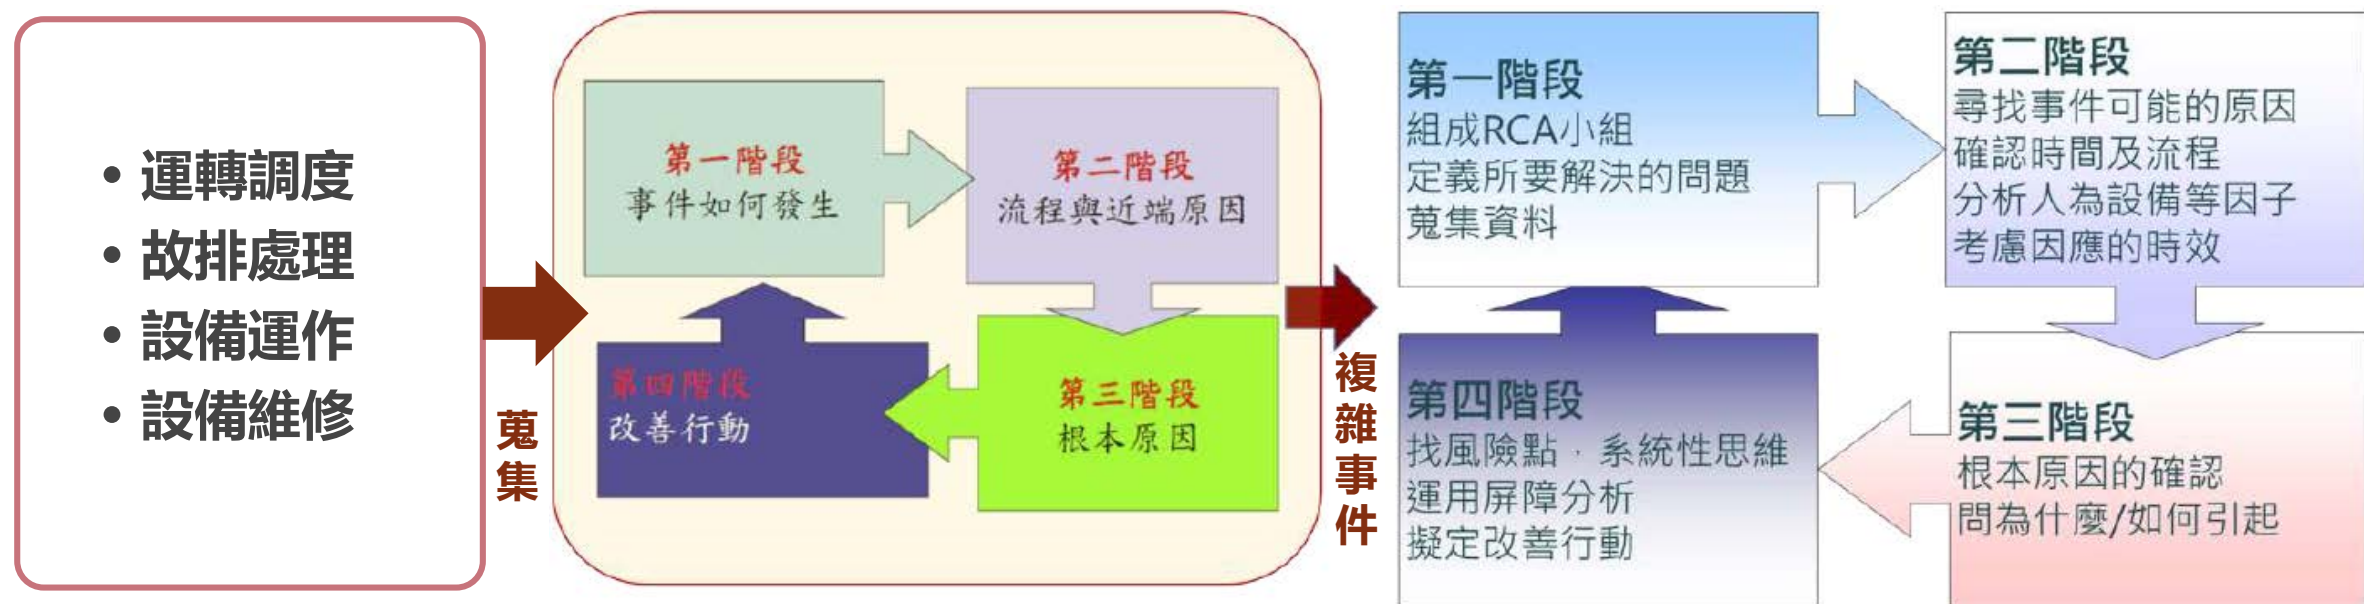 • 運轉調度
• 故排處理
• 設備運作
• 設備維修
蒐集
第一階段
事件如何發生
第二階段
流程與近端原因
第三階段
根本原因
第四階段
改善行動
複雜事件
第一階段
組成RCA小組
定義所要解決的問題
蒐集資料
第二階段
尋找事件可能的原因
確認時間及流程
分析人為設備等因子
考慮因應的時效
第三階段
根本原因的確認
問為什麼/如何引起
第四階段
找風險點，系統性思維
運用屏障分析
擬定改善行動